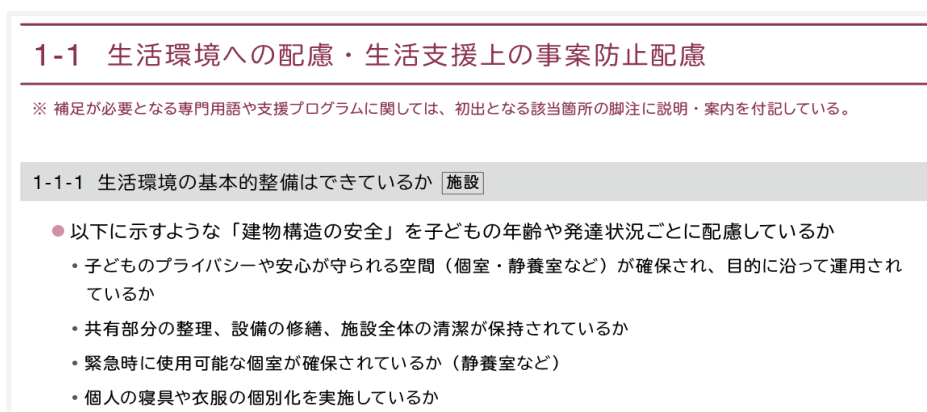 1-1 生活環境への配慮・生活支援上の事案防止配慮
※ 補足が必要となる専門用語や支援プログラムに関しては、初出となる該当箇所の脚注に説明・案内を付記している。
1-1-1 生活環境の基本的整備はできているか 施設
● 以下に示すような「建物構造の安全」を子どもの年齢や発達状況ごとに配慮しているか
・子どものプライバシーや安心が守られる空間（個室・静養室など）が確保され、目的に沿って運用され
ているか
・共有部分の整理、設備の修繕、施設全体の清潔が保持されているか
・緊急時に使用可能な個室が確保されているか（静養室など）
・個人の寝具や衣服の個別化を実施しているか